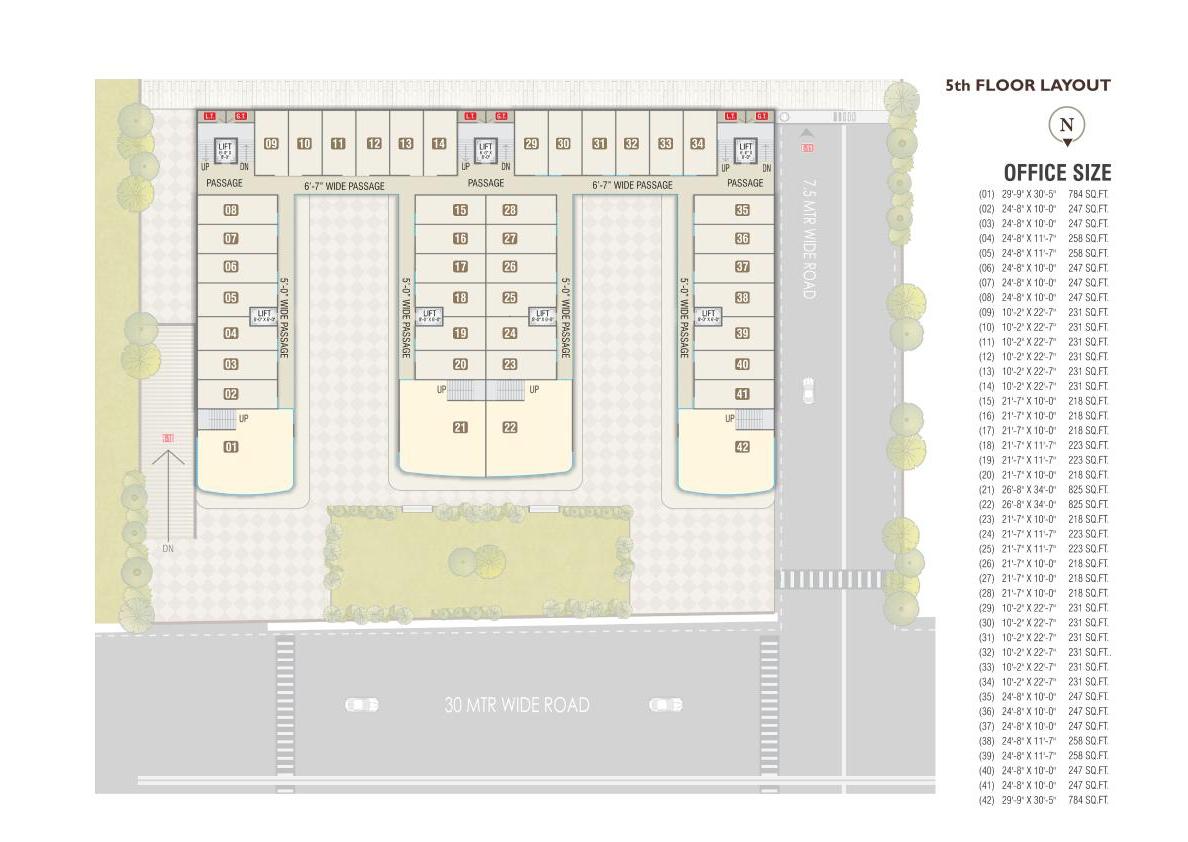 5th FLOOR LAYOUT
N
OFFICE SIZE
(01) 29'-9" X 30'-5" 784 SQ.FT.
(02) 24'-8" X 10'-0" 247 SQ.FT.
(03) 24'-8" X 10'-0" 247 SQ.FT.
(04) 24'-8" X 11'-7" 258 SQ.FT.
(05) 24'-8" X 11'-7" 258 SQ.FT.
(06) 24'-8" X 10'-0" 247 SQ.FT.
(07) 24'-8" X 10'-0" 247 SQ.FT.
(08) 24'-8" X 10'-0" 247 SQ.FT.
(09) 10'-2" X 22'-7" 231 SQ.FT.
(10) 10'-2" X 22'-7" 231 SQ.FT.
(11) 10'-2" X 22'-7" 231 SQ.FT.
(12) 10'-2" X 22'-7" 231 SQ.FT.
(13) 10'-2" X 22'-7" 231 SQ.FT.
(14) 10'-2" X 22'-7" 231 SQ.FT.
(15) 21'-7" X 10'-0" 218 SQ.FT.
(16) 21'-7" X 10'-0" 218 SQ.FT.
(17) 21'-7" X 10'-0" 218 SQ.FT.
(18) 21'-7" X 11'-7" 223 SQ.FT.
(19) 21'-7" X 11'-7" 223 SQ.FT.
(20) 21'-7" X 10'-0" 218 SQ.FT.
(21) 26'-8" X 34'-0" 825 SQ.FT.
(22) 26'-8" X 34'-0" 825 SQ.FT.
(23) 21'-7" X 10'-0" 218 SQ.FT.
(24) 21'-7" X 11'-7" 223 SQ.FT.
(25) 21'-7" X 11'-7" 223 SQ.FT.
(26) 21'-7" X 10'-0" 218 SQ.FT.
(27) 21'-7" X 10'-0" 218 SQ.FT.
(28) 21'-7" X 10'-0" 218 SQ.FT.
(29) 10'-2" X 22'-7" 231 SQ.FT.
(30) 10'-2" X 22'-7" 231 SQ.FT.
(31) 10'-2" X 22'-7" 231 SQ.FT.
(32) 10'-2" X 22'-7" 231 SQ.FT..
(33) 10'-2" X 22'-7" 231 SQ.FT.
(34) 10'-2" X 22'-7" 231 SQ.FT.
(35) 24'-8" X 10'-0" 247 SQ.FT.
(36) 24'-8" X 10'-0" 247 SQ.FT.
(37) 24'-8" X 10'-0" 247 SQ.FT.
(38) 24'-8" X 11'-7" 258 SQ.FT.
(39) 24'-8" X 11'-7" 258 SQ.FT.
(40) 24'-8" X 10'-0" 247 SQ.FT.
(41) 24'-8" X 10'-0" 247 SQ.FT.
(42) 29'-9" X 30'-5" 784 SQ.FT.
L.T. G.T. L.T. G.T. L.T. G.T.
LIFT 09 10 11 12 13 14 LIFT 29 30 31 32 33 34 LIFT
UP DN UP DN UP DN
PASSAGE 6'-7" WIDE PASSAGE PASSAGE 6'-7" WIDE PASSAGE PASSAGE
08 15 28 35
07 16 27 36
06 17 26 37
05 18 25 38
LIFT LIFT LIFT LIFT
5'-0" WIDE PASSAGE 5'-0" WIDE PASSAGE 5'-0" WIDE PASSAGE 5'-0" WIDE PASSAGE
04 19 24 39
03 20 23 40
02 UP UP 41
UP UP
01 21 22 42
DN
7.5 MTR WIDE ROAD
30 MTR WIDE ROAD